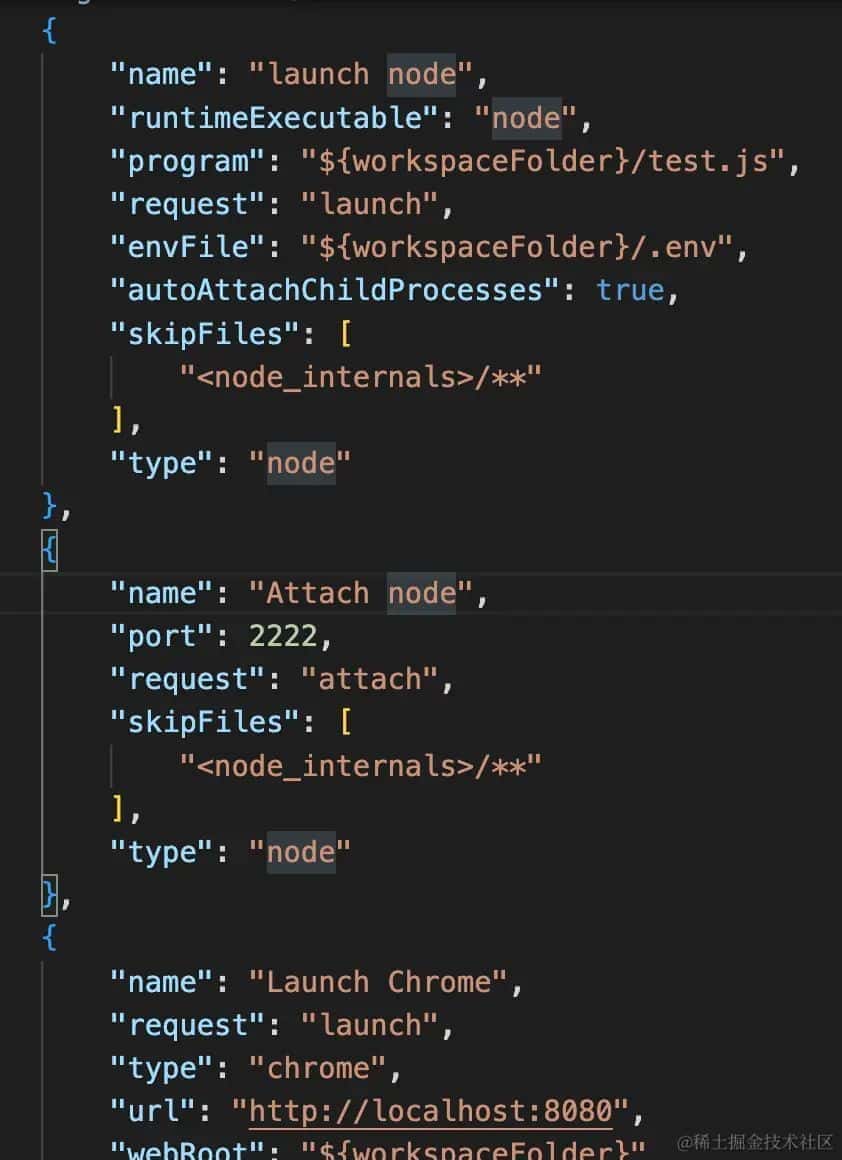 {
"name": "launch node",
"runtimeExecutable": "node",
"program": "${workspaceFolder}/test.js",
"request": "launch",
"envFile": "${workspaceFolder}/.env",
"autoAttachChildProcesses": true,
"skipFiles": [
"<node_internals>/**"
],
"type": "node"
},
{
"name": "Attach node",
"port": 2222,
"request": "attach",
"skipFiles": [
"<node_internals>/**"
],
"type": "node"
},
{
"name": "Launch Chrome",
"request": "launch",
"type": "chrome",
"url": "http://localhost:8080",
"webRoot": "${workspaceFolder}"
@稀土掘金技术社区